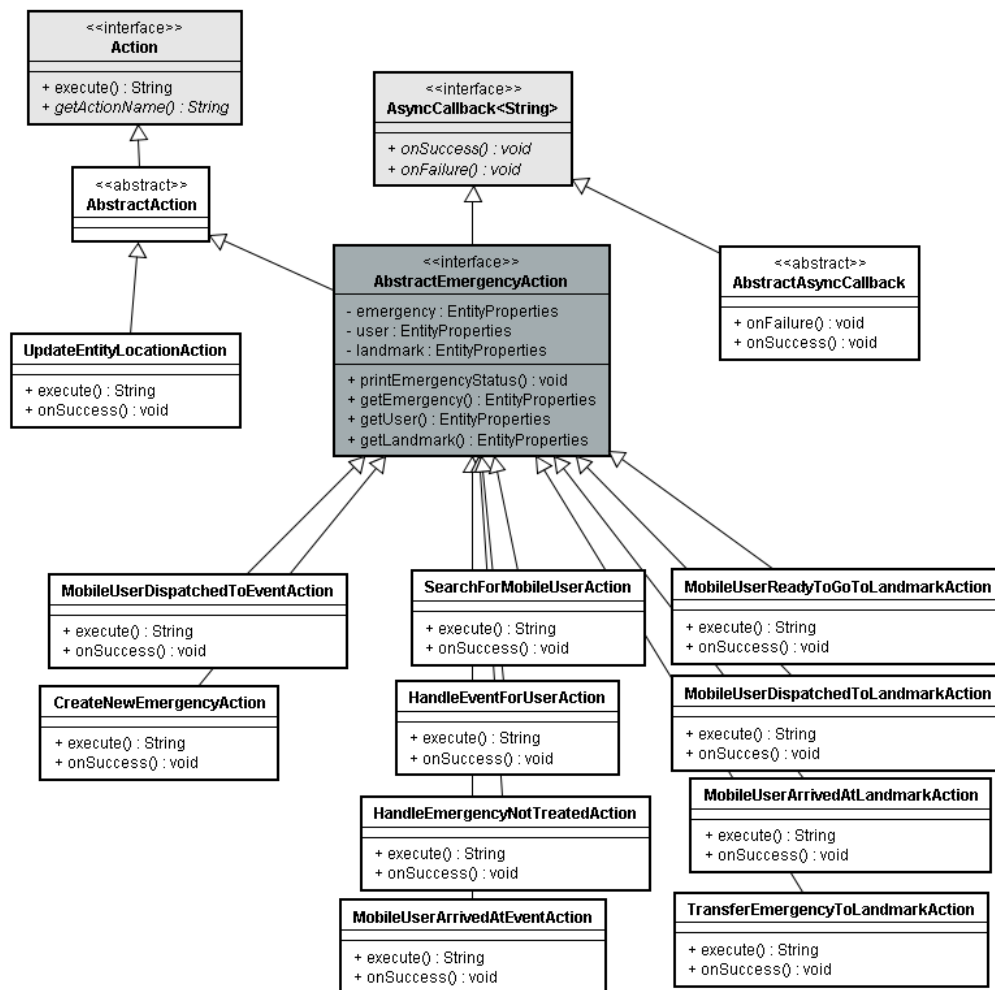 <<interface>>
Action
+ execute() : String
+ getActionName() : String
<<interface>>
AsyncCallback<String>
+ onSuccess() : void
+ onFailure() : void
<<abstract>>
AbstractAction
<<interface>>
AbstractEmergencyAction
- emergency : EntityProperties
- user : EntityProperties
- landmark : EntityProperties
+ printEmergencyStatus() : void
+ getEmergency() : EntityProperties
+ getUser() : EntityProperties
+ getLandmark() : EntityProperties
<<abstract>>
AbstractAsyncCallback
+ onFailure() : void
+ onSuccess() : void
UpdateEntityLocationAction
+ execute() : String
+ onSuccess() : void
MobileUserDispatchedToEventAction
+ execute() : String
+ onSuccess() : void
SearchForMobileUserAction
+ execute() : String
+ onSuccess() : void
MobileUserReadyToGoToLandmarkAction
+ execute() : String
+ onSuccess() : void
CreateNewEmergencyAction
+ execute() : String
+ onSuccess() : void
HandleEventForUserAction
+ execute() : String
+ onSuccess() : void
MobileUserDispatchedToLandmarkAction
+ execute() : String
+ onSucces() : void
HandleEmergencyNotTreatedAction
+ execute() : String
+ onSuccess() : void
MobileUserArrivedAtLandmarkAction
+ execute() : String
+ onSuccess() : void
MobileUserArrivedAtEventAction
+ execute() : String
+ onSuccess() : void
TransferEmergencyToLandmarkAction
+ execute() : String
+ onSuccess() : void